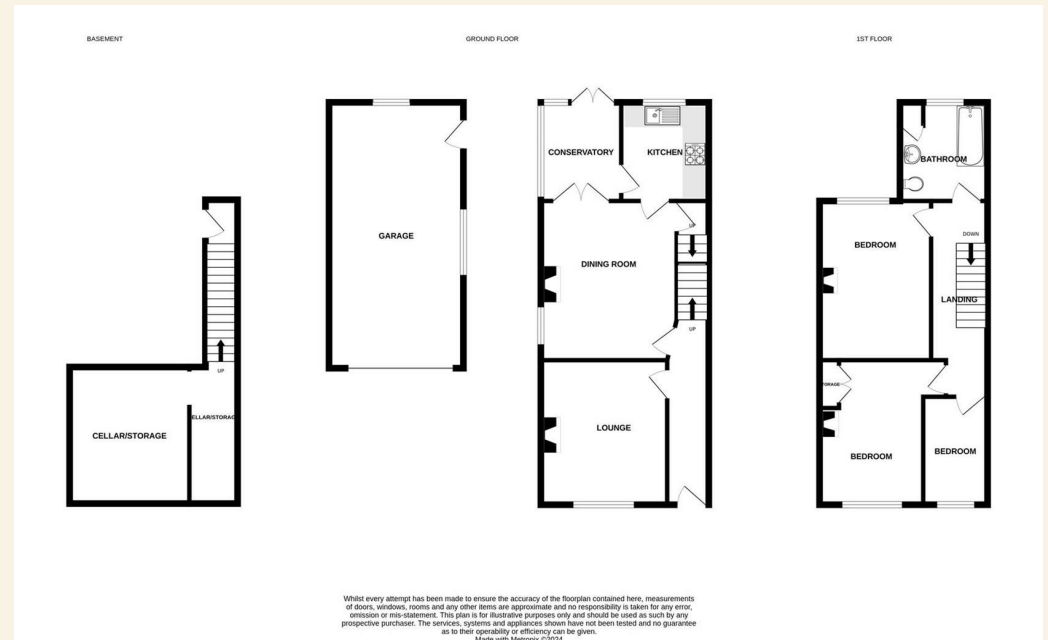 BASEMENT
GROUND FLOOR
1ST FLOOR
CONSERVATORY
KITCHEN
BATHROOM
GARAGE
DINING ROOM
UP
UP
BEDROOM
DOWN
LANDING
UP
CELLAR/STORAGE
ELLAR/STORAG
LOUNGE
TORAGE
BEDROOM
BEDROOM
Whilst every attempt has been made to ensure the accuracy of the floorplan contained here, measurements
of doors, windows, rooms and any other items are approximate and no responsibility is taken for any error,
omission or mis-statement. This plan is for illustrative purposes only and should be used as such by any
prospective purchaser. The services, systems and appliances shown have not been tested and no guarantee
as to their operability or efficiency can be given.
Made with Metropix ©2024